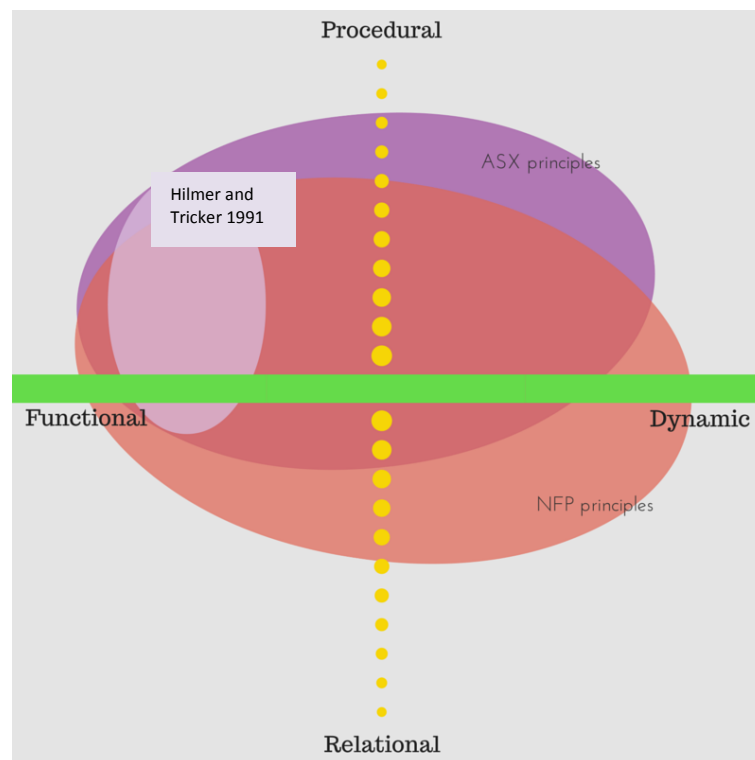 Procedural
ASX principles
Hilmer and
Tricker 1991
Functional
Dynamic
NFP principles
Relational